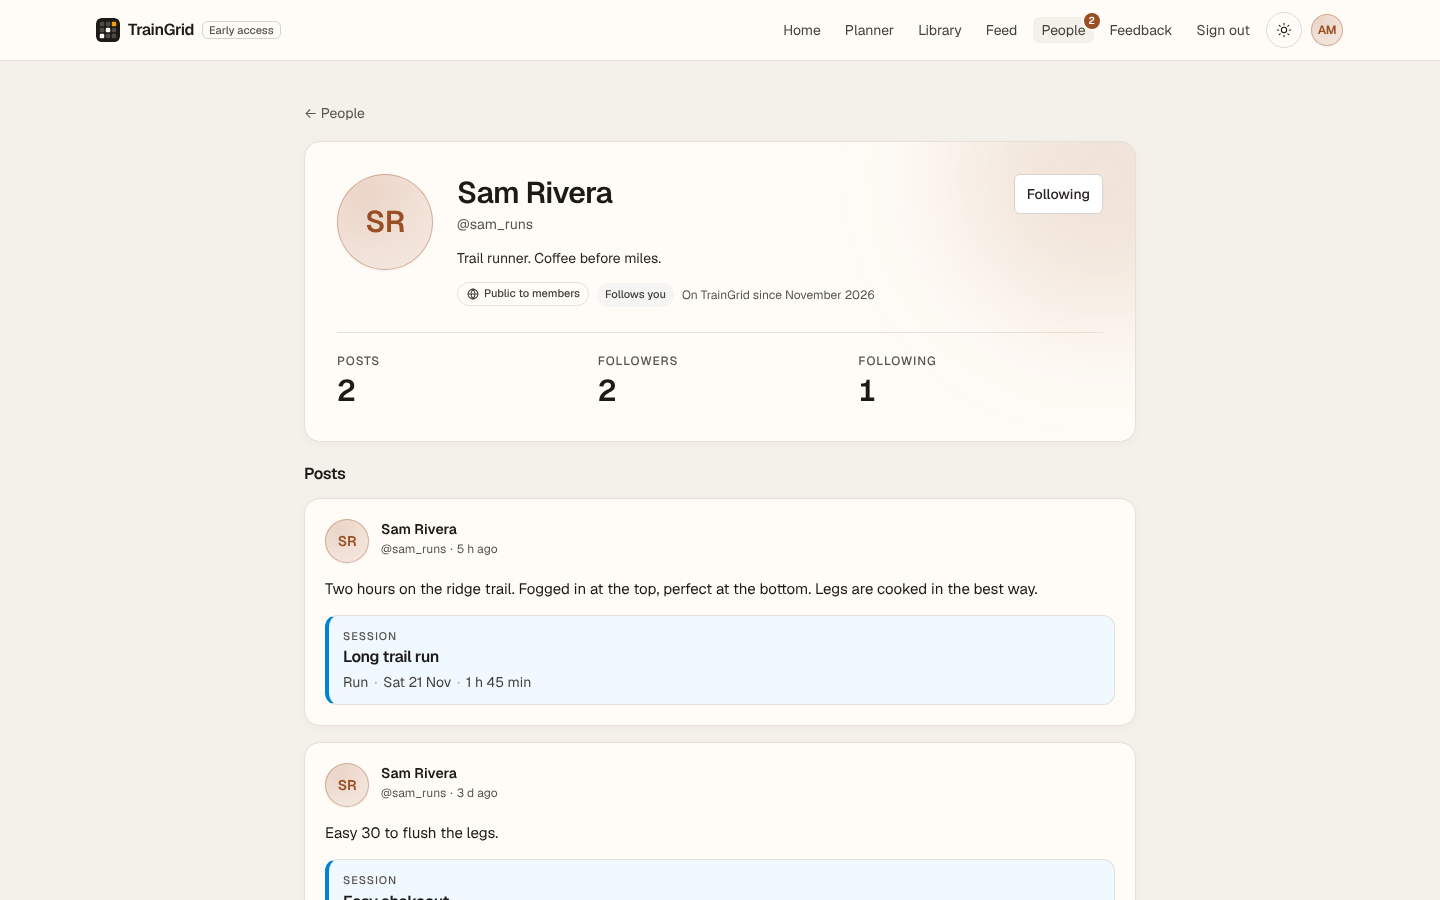 TrainGrid Early access Home Planner Library Feed People 2 Feedback Sign out AM
← People
SR
Sam Rivera
Following
@sam_runs
Trail runner. Coffee before miles.
Public to members Follows you On TrainGrid since November 2026
POSTS FOLLOWERS FOLLOWING
2 2 1
Posts
SR
Sam Rivera
@sam_runs · 5 h ago
Two hours on the ridge trail. Fogged in at the top, perfect at the bottom. Legs are cooked in the best way.
SESSION
Long trail run
Run · Sat 21 Nov · 1 h 45 min
SR
Sam Rivera
@sam_runs · 3 d ago
Easy 30 to flush the legs.
SESSION
Easy shakeout